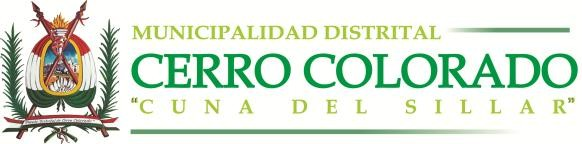 MUNICIPALIDAD DISTRITAL
CERRO COLORADO
"CUNA DEL SILLAR"